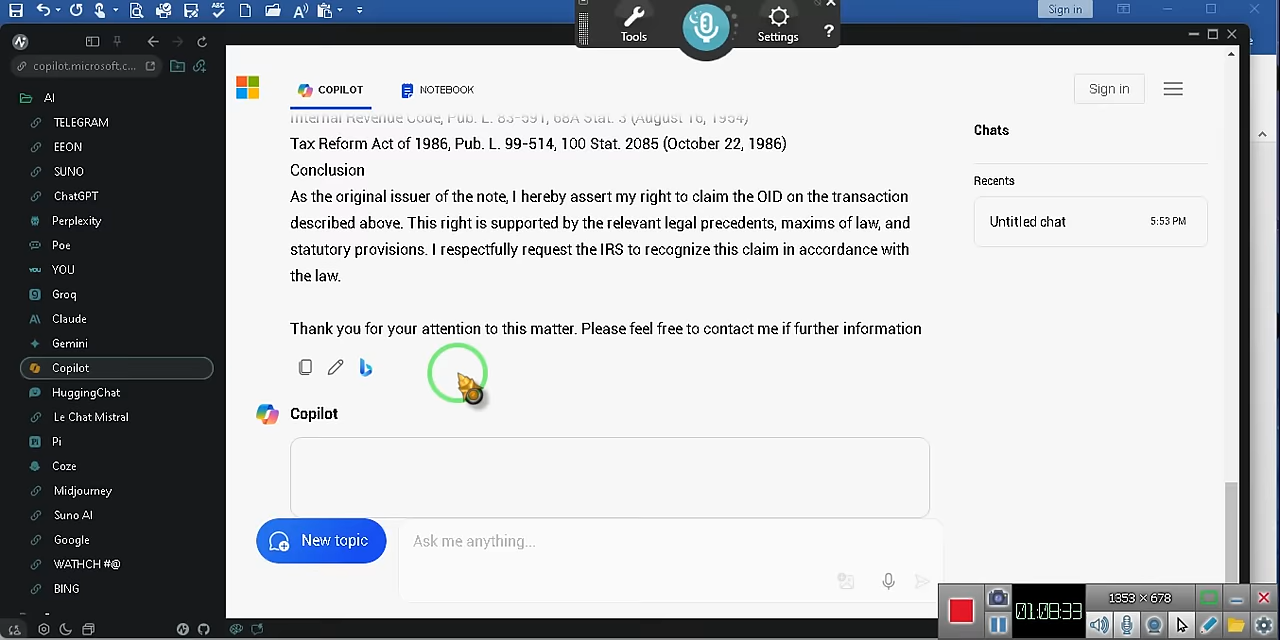 Sign in
Tools
Settings
?
copilot.microsoft.c...
AI
TELEGRAM
EEON
SUNO
ChatGPT
Perplexity
Poe
YOU
Groq
Claude
Gemini
Copilot
HuggingChat
Le Chat Mistral
Pi
Coze
Midjourney
Suno AI
Google
WATHCH #@
BING
COPILOT
NOTEBOOK
Sign in
Internal Revenue Code, Pub. L. 83-591, 68A Stat. 3 (August 16, 1954)
Tax Reform Act of 1986, Pub. L. 99-514, 100 Stat. 2085 (October 22, 1986)
Conclusion
As the original issuer of the note, I hereby assert my right to claim the OID on the transaction
described above. This right is supported by the relevant legal precedents, maxims of law, and
statutory provisions. I respectfully request the IRS to recognize this claim in accordance with
the law.
Thank you for your attention to this matter. Please feel free to contact me if further information
Copilot
New topic
Ask me anything...
Chats
Recents
Untitled chat
5:53 PM
1353 × 678
01:08:33